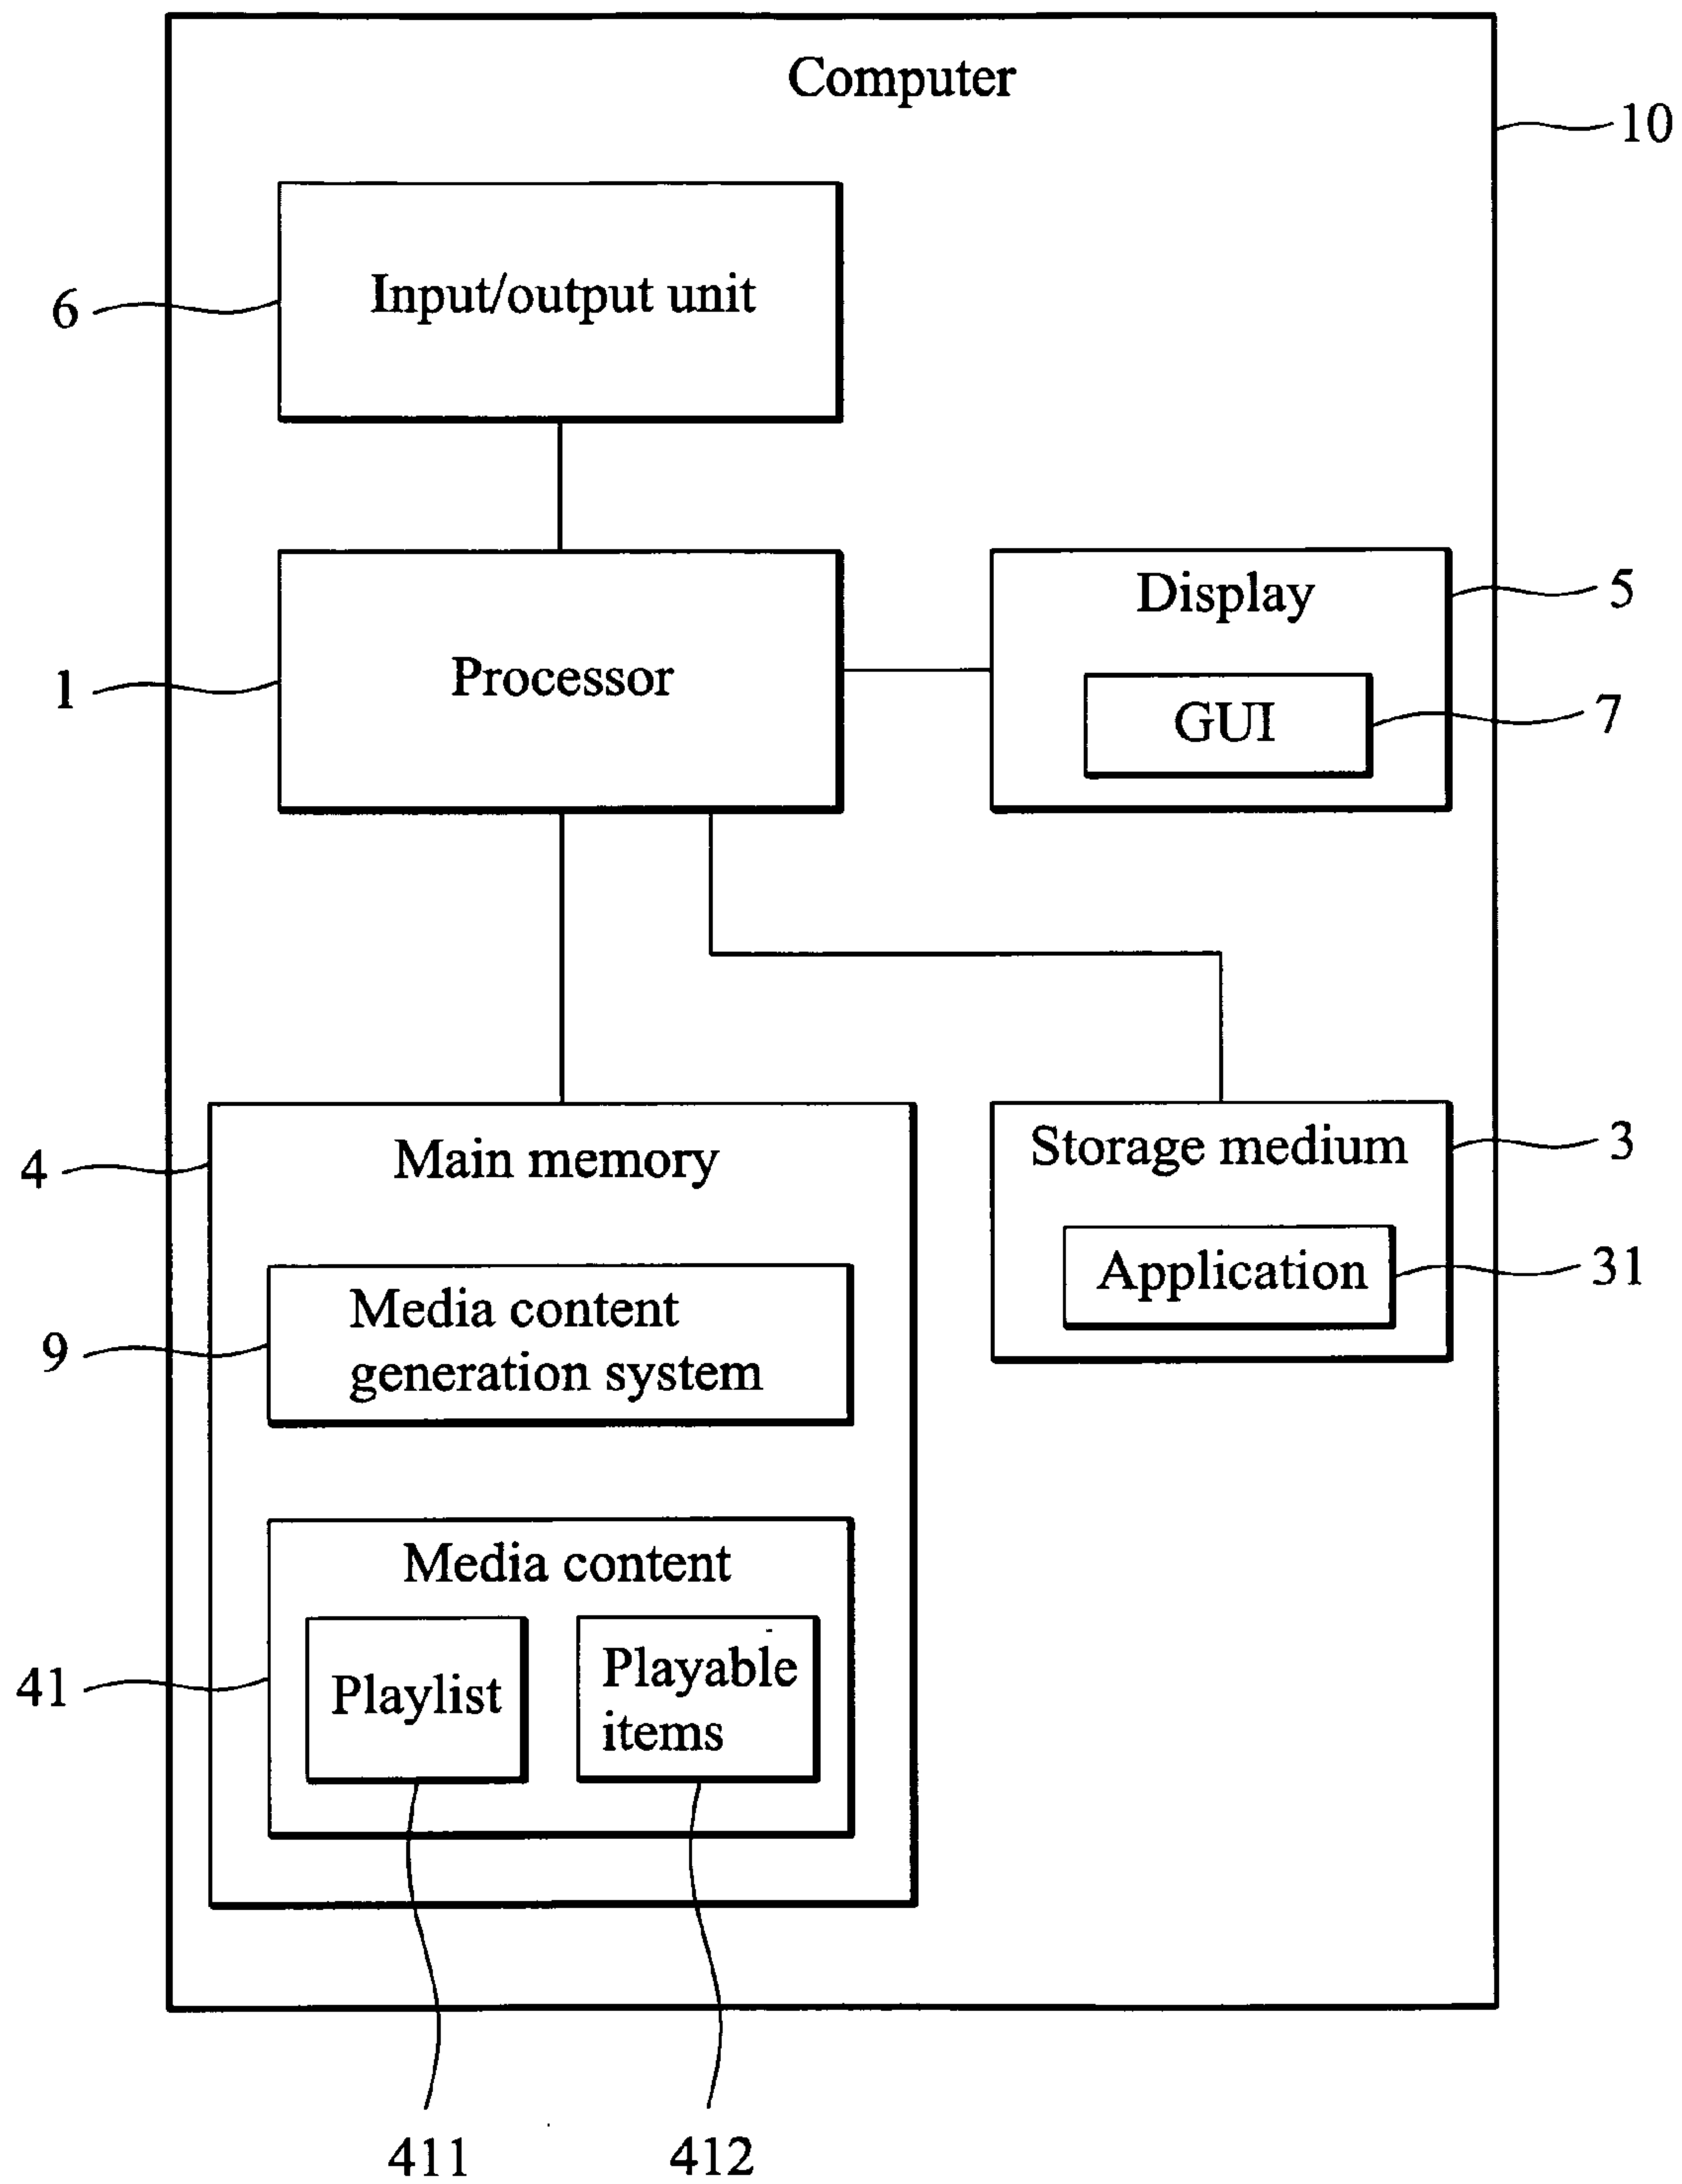 Computer
10
Input/output unit
6
Display
5
Processor
1
GUI
7
Main memory
4
Storage medium
3
Application
31
Media content
generation system
9
Media content
41
Playlist
Playable
items
411
412